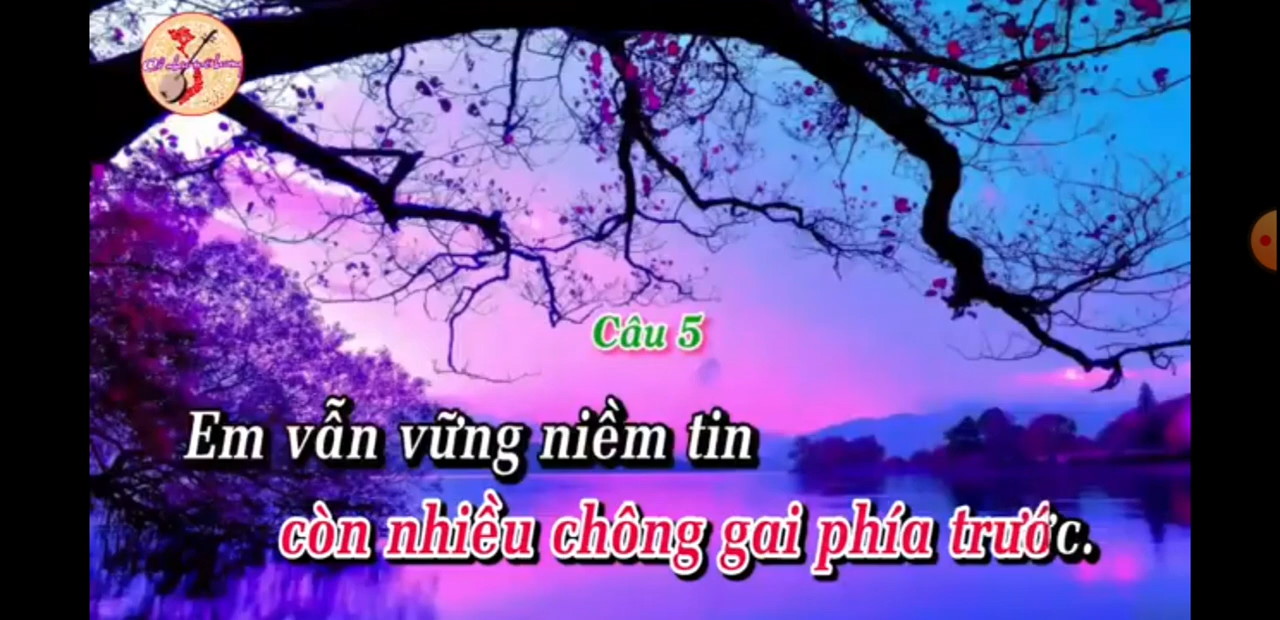 Câu 5
Em vẫn vững niềm tin
còn nhiều chông gai phía trước.